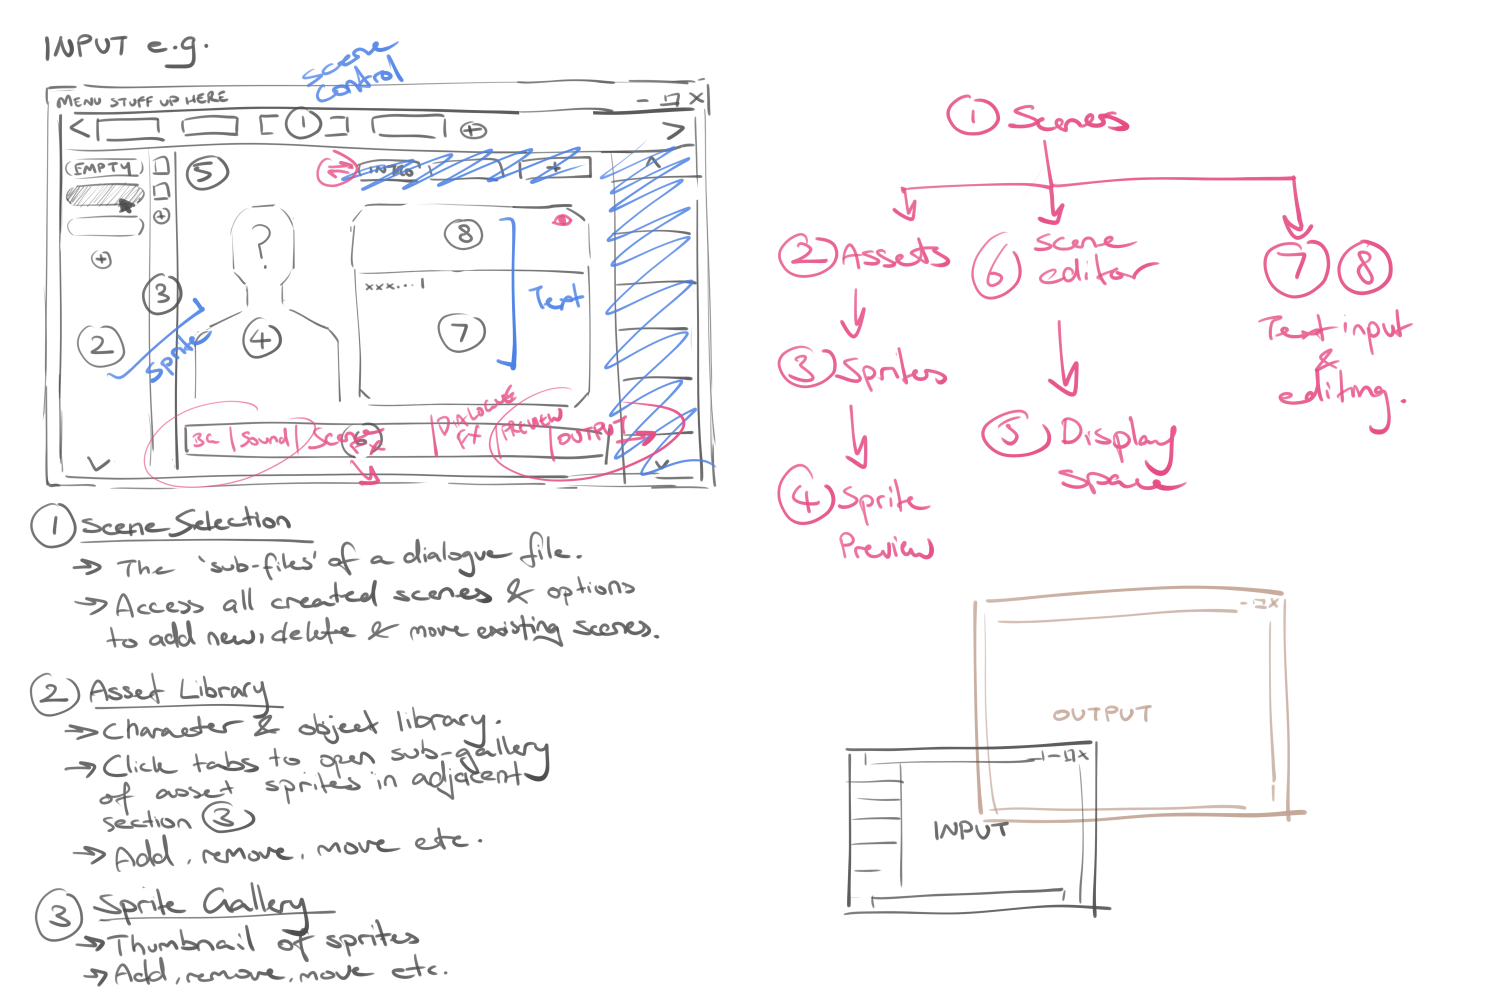 INPUT e.g.
scene
control
MENU STUFF UP HERE
- X
< 1 + >
EMPTY
5
INTRO +
?
8
+
xxx...1
Text
3
7
4
2
Sprite
Sound
Scene
FX
6
DIALOGUE
FX
PREVIEW
OUTPUT
1 Scene Selection
→ The 'sub-files' of a dialogue file.
→ Access all created scenes & options
to add new, delete & move existing scenes.
2 Asset Library
→ Character & object library.
→ Click tabs to open sub-gallery
of asset sprites in adjacent
section 3
→ Add, remove, move etc.
3 Sprite Gallery
→ Thumbnail of sprites
→ Add, remove, move etc.
1 Scenes
2 Assets
6 scene
editor
7 8
Text input
&
editing.
3 Sprites
5 Display
space
4 Sprite
Preview
- X
OUTPUT
- X
INPUT